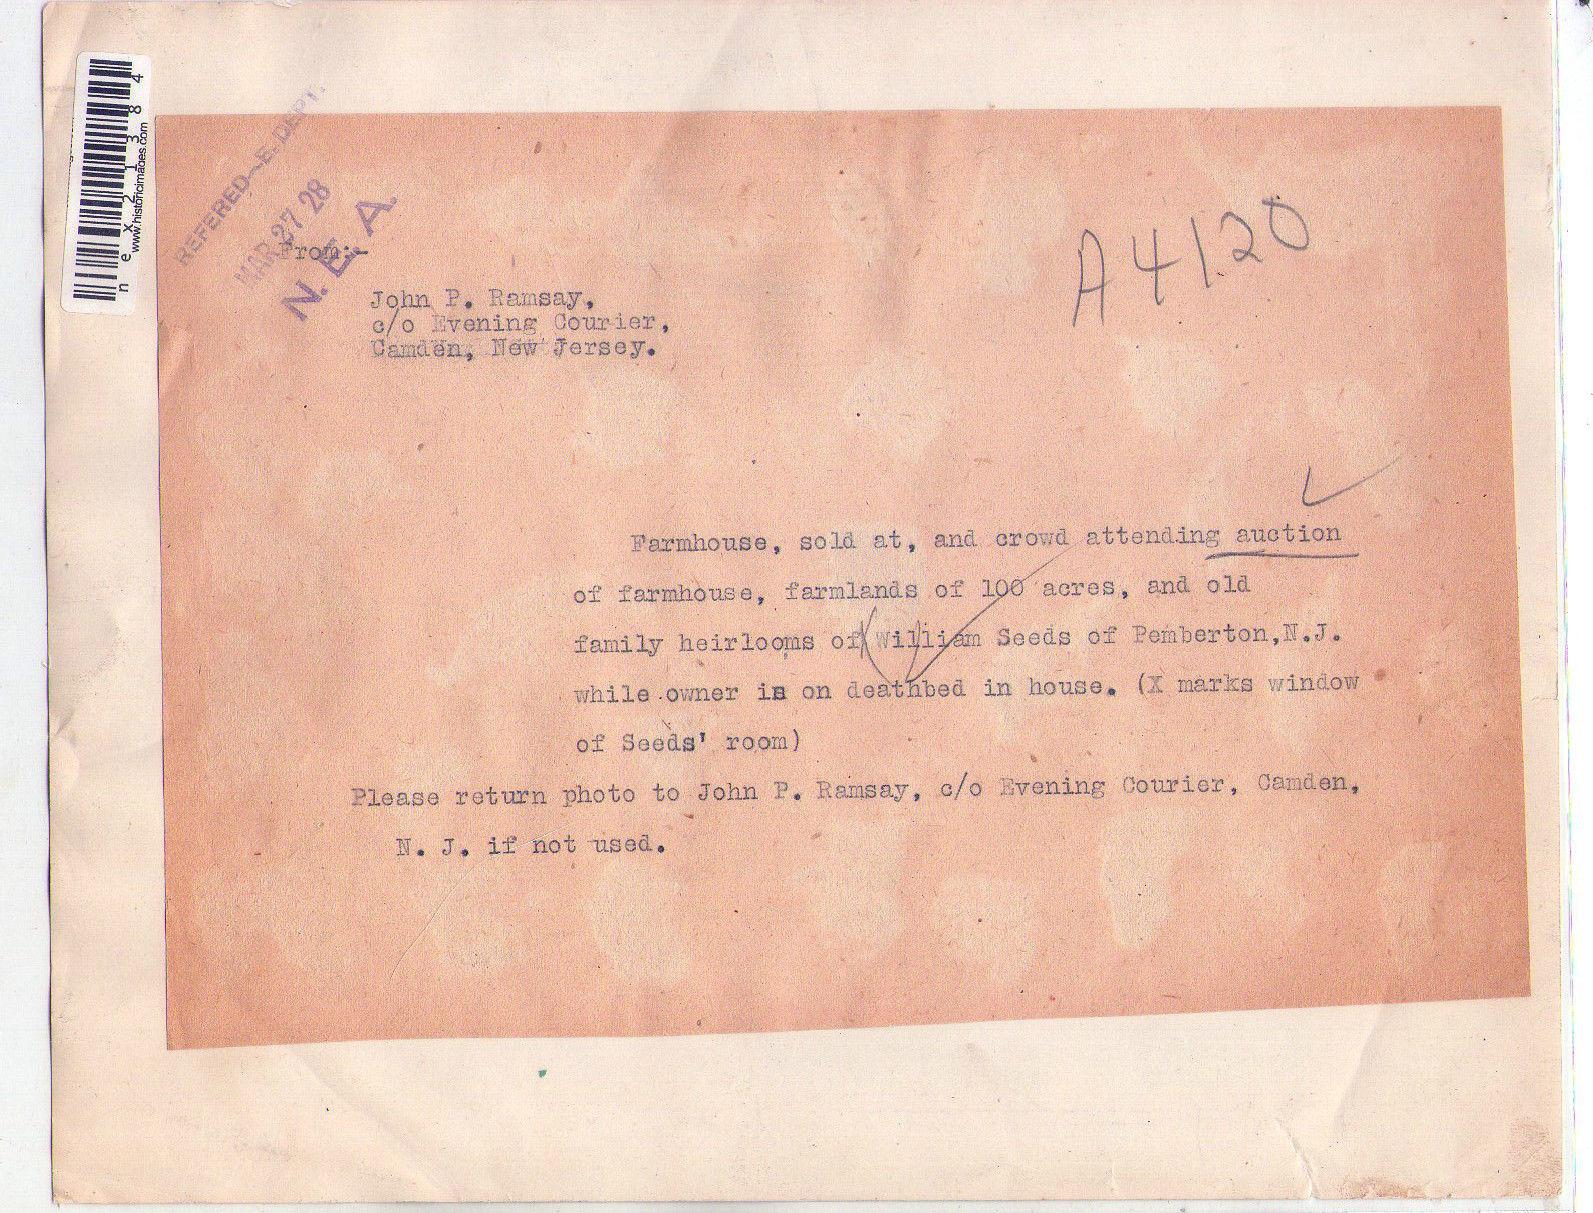 nex21384
www.historicimages.com
REFERED-E. DEPT.
MAR 27 28
N. E. A.
A4120
From:-
John P. Ramsay,
c/o Evening Courier,
Camden, New Jersey.
Farmhouse, sold at, and crowd attending auction
of farmhouse, farmlands of 100 acres, and old
family heirlooms of William Seeds of Pemberton,N.J.
while owner is on deathbed in house. (X marks window
of Seeds' room)
Please return photo to John P. Ramsay, c/o Evening Courier, Camden,
N. J. if not used.